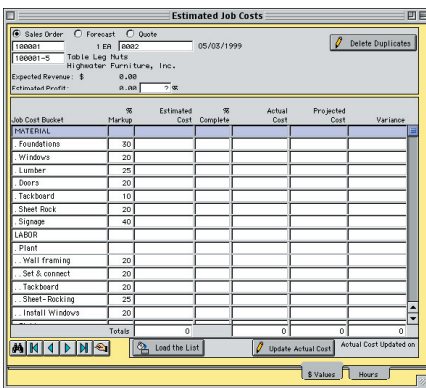 Estimated Job Costs
Sales Order Forecast Quote
100001 1 EA 0002 05/03/1999 Delete Duplicates
100001-5 Table Leg Nuts
Highwater Furniture, Inc.
Expected Revenue: $ 0.00
Estimated Profit: 0.00 ? %
% Estimated % Actual Projected
Job Cost Bucket Markup Cost Complete Cost Cost Variance
MATERIAL
. Foundations 30
. Windows 20
. Lumber 25
. Doors 20
. Tackboard 10
. Sheet Rock 20
. Signage 40
LABOR
. Plant
. . Wall framing 20
. . Set & connect 20
. . Tackboard 20
. . Sheet-Rocking 25
. . Install Windows 20
Totals 0 0 0 0
Load the List Update Actual Cost Actual Cost Updated on
$ Values Hours